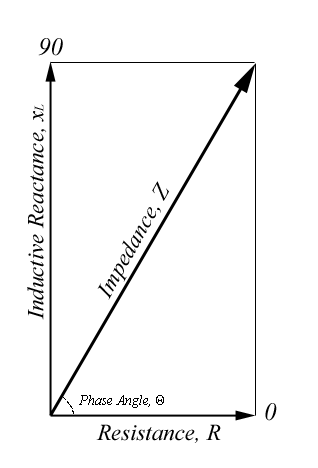 90
Inductive Reactance, xL
Impedance, Z
Phase Angle, Θ
0
Resistance, R